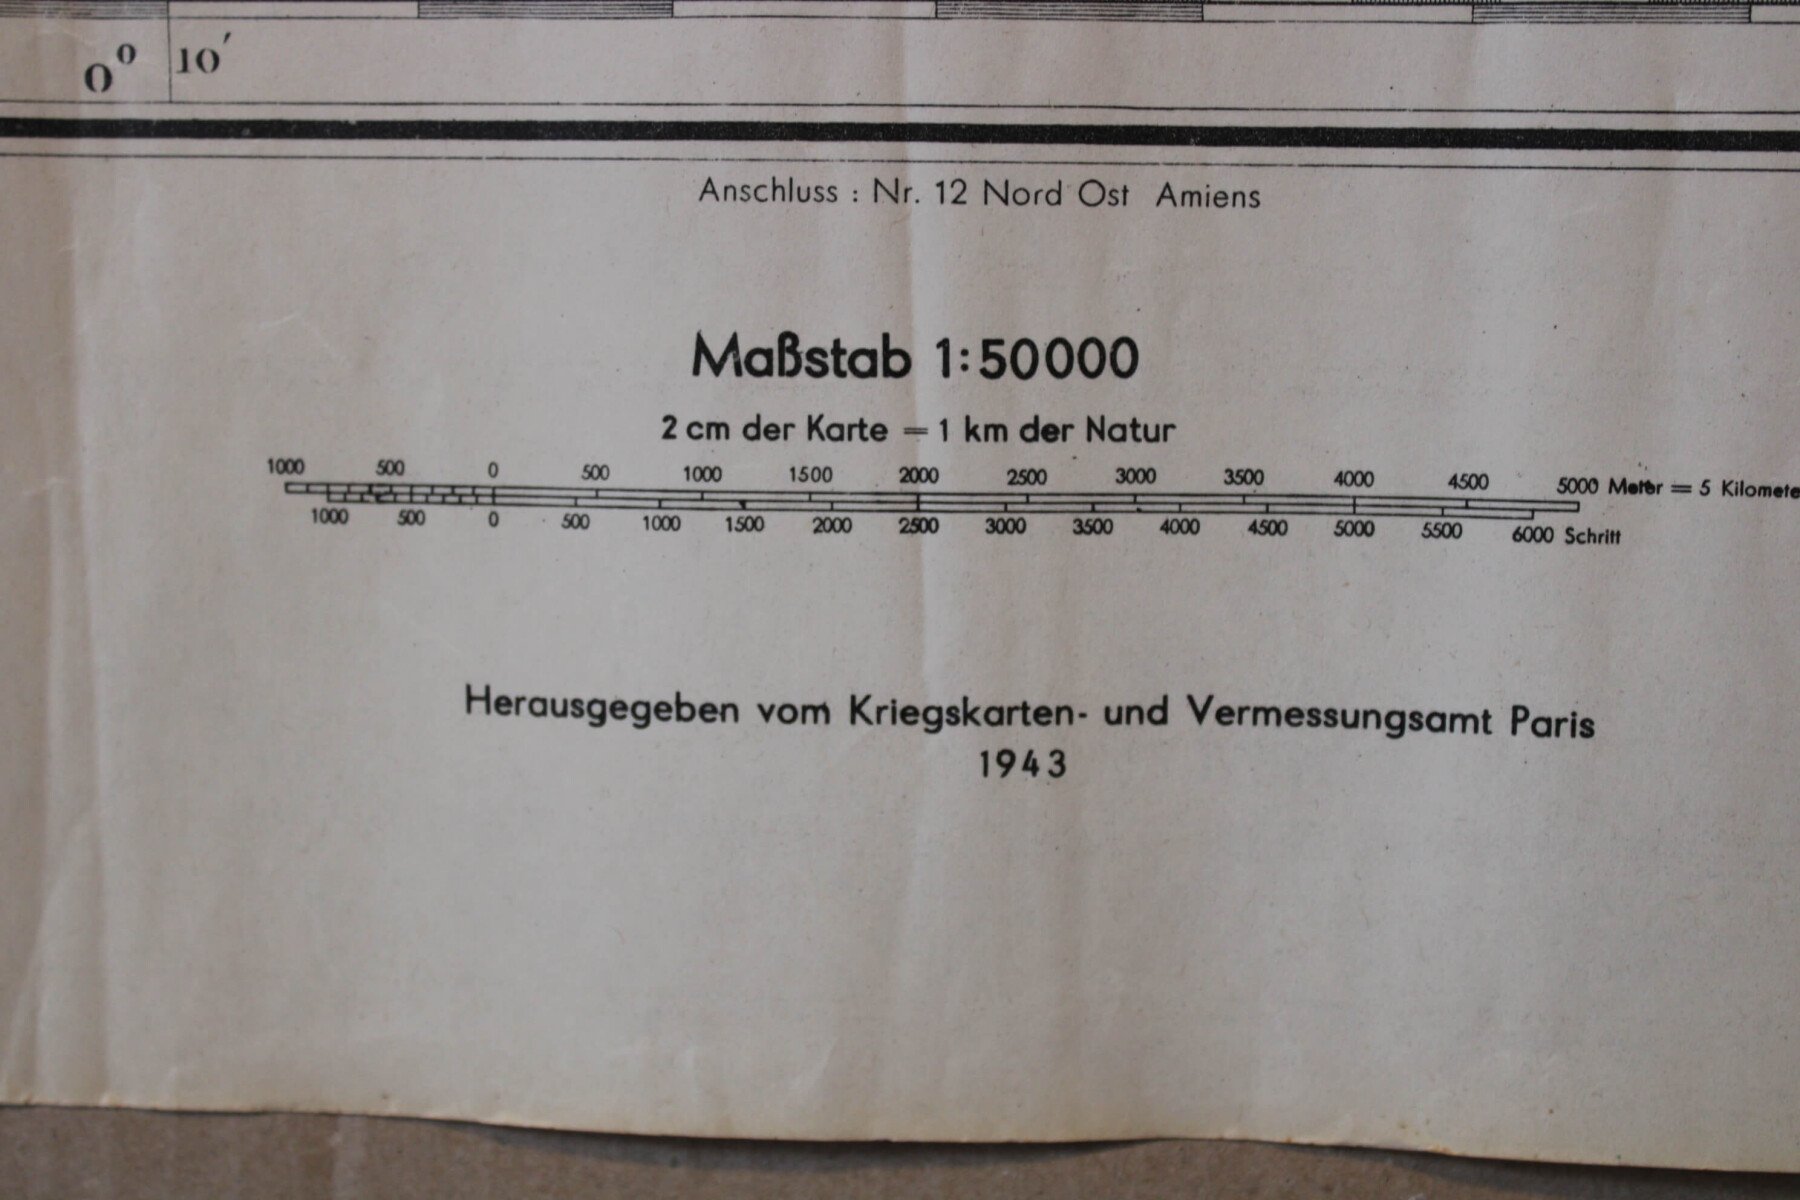 0° 10′
Anschluss : Nr. 12 Nord Ost Amiens
Maßstab 1:50000
2 cm der Karte = 1 km der Natur
1000 500 0 500 1000 1500 2000 2500 3000 3500 4000 4500 5000 Meter = 5 Kilomete
1000 500 0 500 1000 1500 2000 2500 3000 3500 4000 4500 5000 5500 6000 Schritt
Herausgegeben vom Kriegskarten- und Vermessungsamt Paris
1943